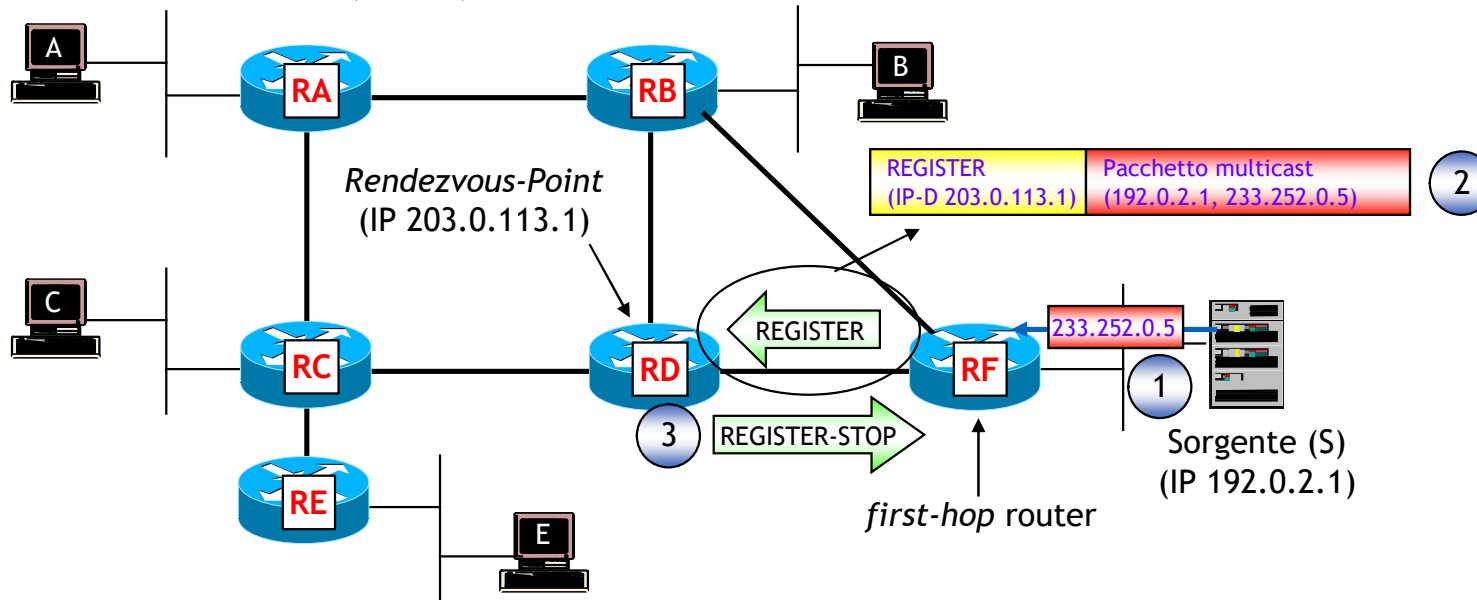 A
RA
RB
B
REGISTER
(IP-D 203.0.113.1)
Pacchetto multicast
(192.0.2.1, 233.252.0.5)
2
Rendezvous-Point
(IP 203.0.113.1)
C
RC
RD
REGISTER
RF
233.252.0.5
1
3
REGISTER-STOP
Sorgente (S)
(IP 192.0.2.1)
RE
first-hop router
E